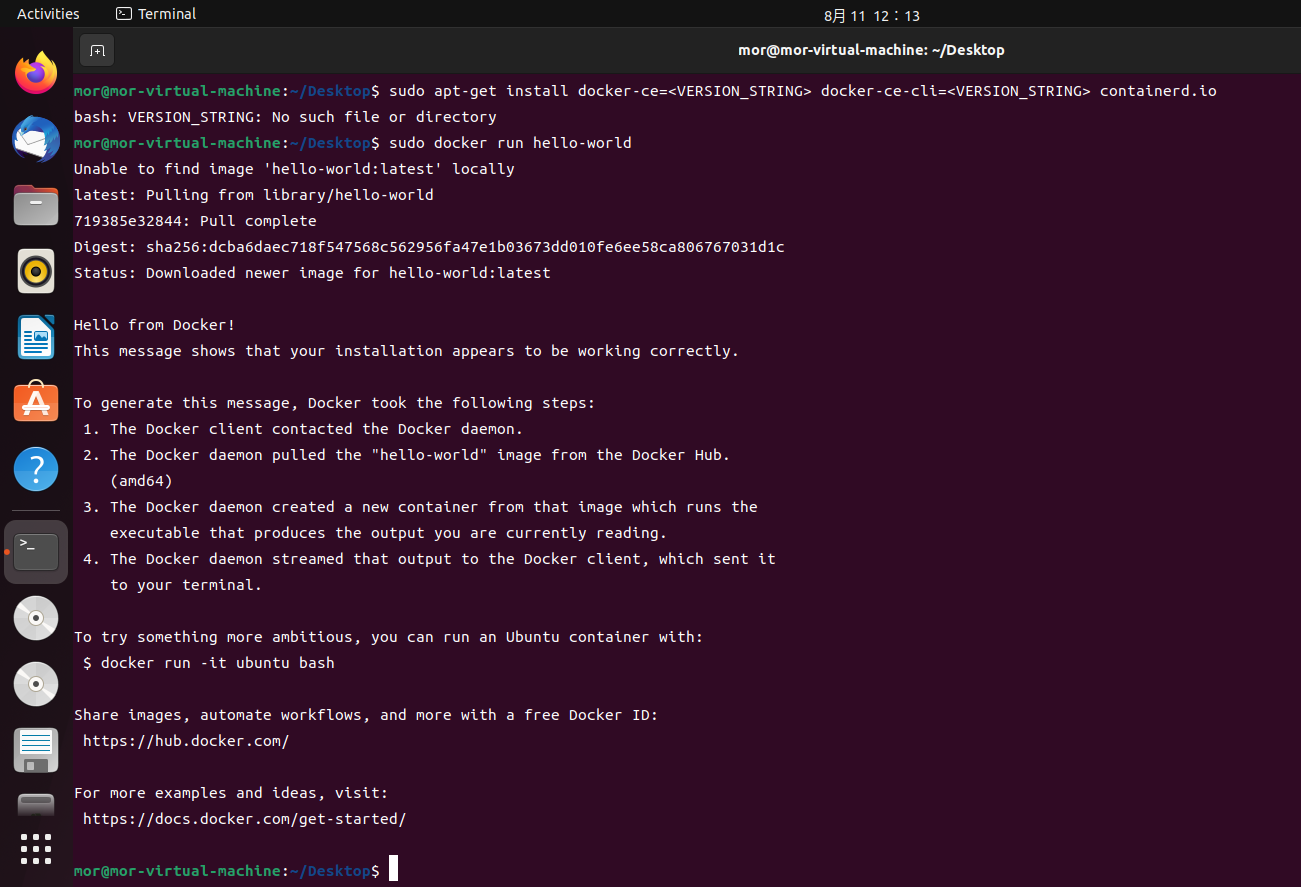 Activities
Terminal
8月 11 12：13
mor@mor-virtual-machine: ~/Desktop
mor@mor-virtual-machine:~/Desktop$ sudo apt-get install docker-ce=<VERSION_STRING> docker-ce-cli=<VERSION_STRING> containerd.io
bash: VERSION_STRING: No such file or directory
mor@mor-virtual-machine:~/Desktop$ sudo docker run hello-world
Unable to find image 'hello-world:latest' locally
latest: Pulling from library/hello-world
719385e32844: Pull complete
Digest: sha256:dcba6daec718f547568c562956fa47e1b03673dd010fe6ee58ca806767031d1c
Status: Downloaded newer image for hello-world:latest
Hello from Docker!
This message shows that your installation appears to be working correctly.
To generate this message, Docker took the following steps:
1. The Docker client contacted the Docker daemon.
2. The Docker daemon pulled the "hello-world" image from the Docker Hub.
(amd64)
3. The Docker daemon created a new container from that image which runs the
executable that produces the output you are currently reading.
4. The Docker daemon streamed that output to the Docker client, which sent it
to your terminal.
To try something more ambitious, you can run an Ubuntu container with:
$ docker run -it ubuntu bash
Share images, automate workflows, and more with a free Docker ID:
https://hub.docker.com/
For more examples and ideas, visit:
https://docs.docker.com/get-started/
mor@mor-virtual-machine:~/Desktop$